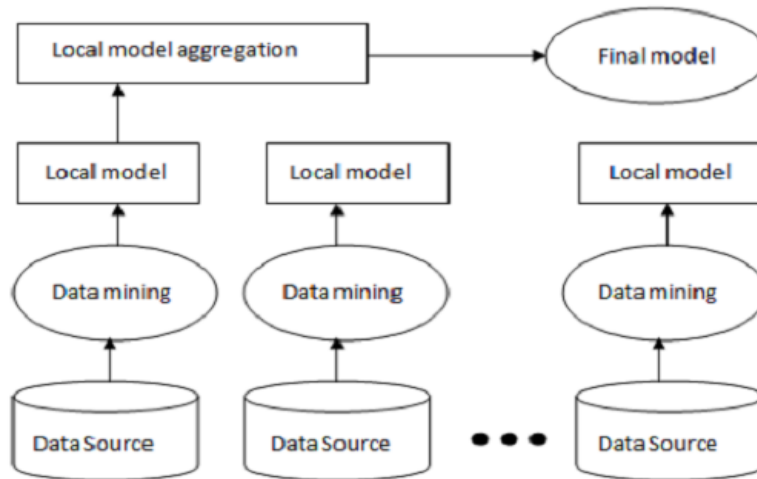 Local model aggregation
Final model
Local model
Local model
Local model
Data mining
Data mining
Data mining
Data Source
Data Source
Data Source